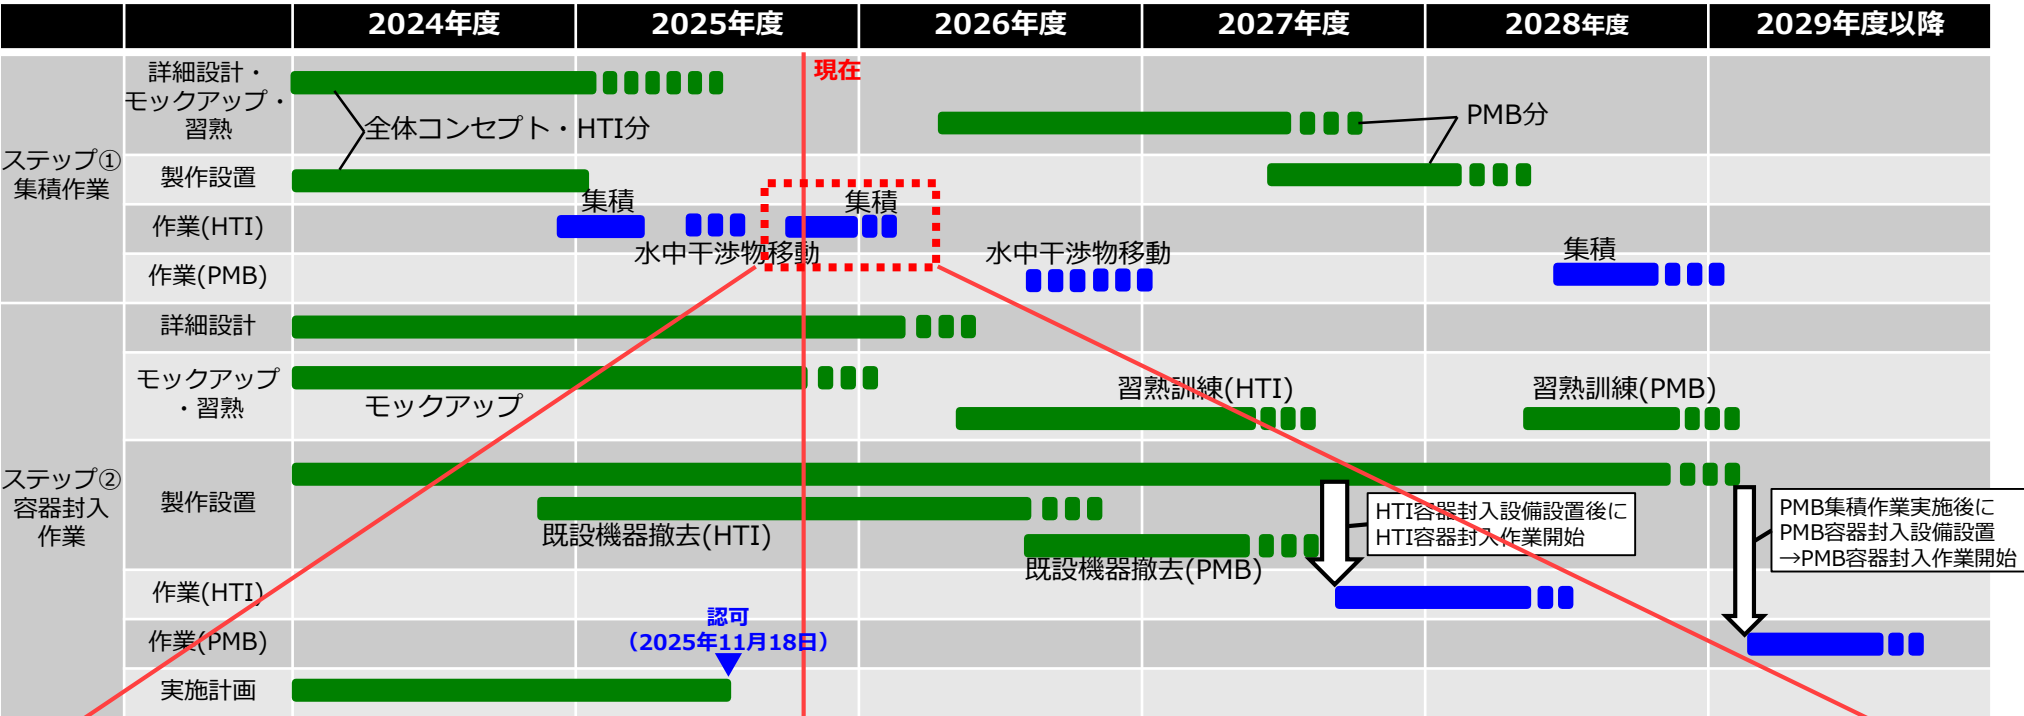 2024年度
2025年度
2026年度
2027年度
2028年度
2029年度以降
ステップ①
集積作業
詳細設計・
モックアップ・
習熟
現在
全体コンセプト・HTI分
PMB分
製作設置
作業(HTI)
集積
水中干渉物移動
集積
作業(PMB)
水中干渉物移動
集積
ステップ②
容器封入
作業
詳細設計
モックアップ
・習熟
モックアップ
習熟訓練(HTI)
習熟訓練(PMB)
製作設置
既設機器撤去(HTI)
既設機器撤去(PMB)
HTI容器封入設備設置後に
HTI容器封入作業開始
PMB集積作業実施後に
PMB容器封入設備設置
→PMB容器封入作業開始
作業(HTI)
作業(PMB)
認可
（2025年11月18日）
実施計画